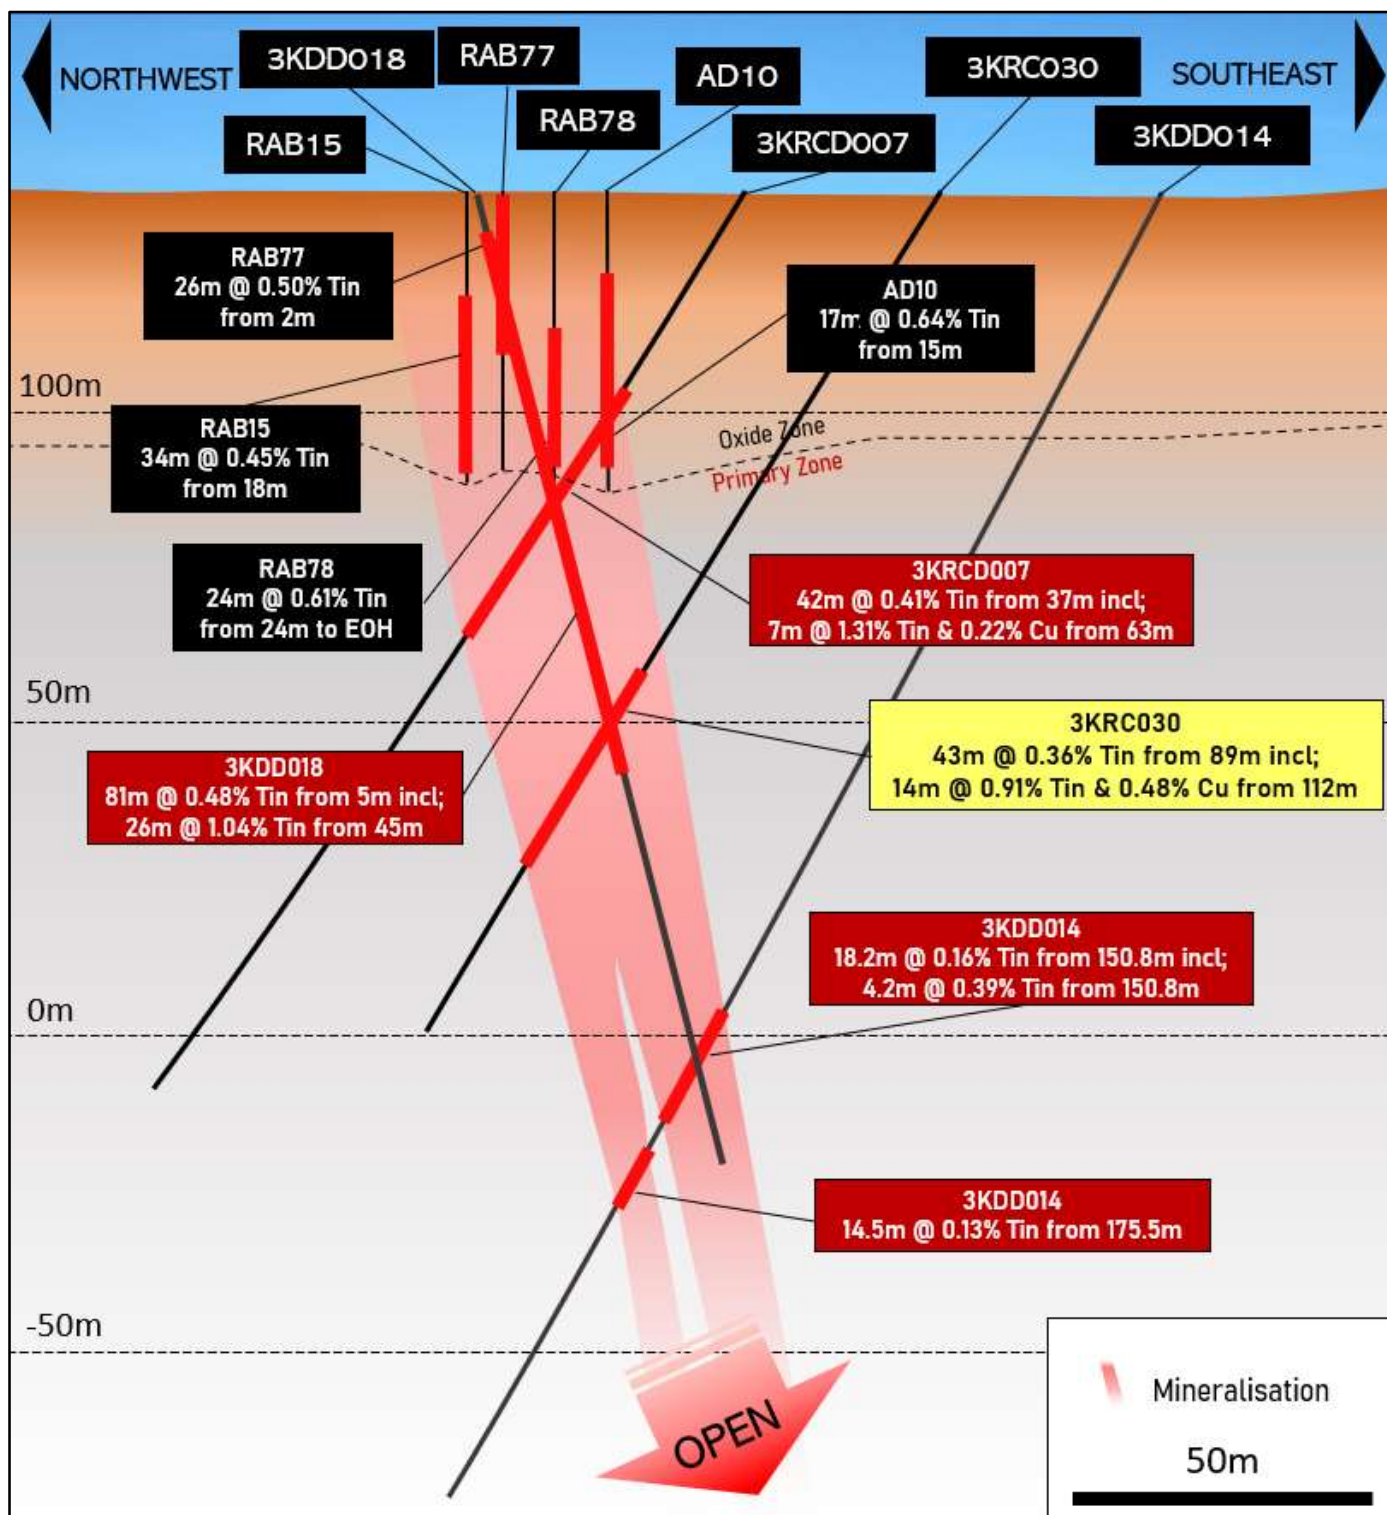 NORTHWEST
3KDD018
RAB77
AD10
3KRC030
SOUTHEAST
RAB15
RAB78
3KRCD007
3KDD014
RAB77
26m @ 0.50% Tin
from 2m
AD10
17m @ 0.64% Tin
from 15m
100m
RAB15
34m @ 0.45% Tin
from 18m
Oxide Zone
Primary Zone
RAB78
24m @ 0.61% Tin
from 24m to EOH
3KRCD007
42m @ 0.41% Tin from 37m incl;
7m @ 1.31% Tin & 0.22% Cu from 63m
50m
3KRC030
43m @ 0.36% Tin from 89m incl;
14m @ 0.91% Tin & 0.48% Cu from 112m
3KDD018
81m @ 0.48% Tin from 5m incl;
26m @ 1.04% Tin from 45m
3KDD014
18.2m @ 0.16% Tin from 150.8m incl;
4.2m @ 0.39% Tin from 150.8m
0m
3KDD014
14.5m @ 0.13% Tin from 175.5m
-50m
OPEN
Mineralisation
50m